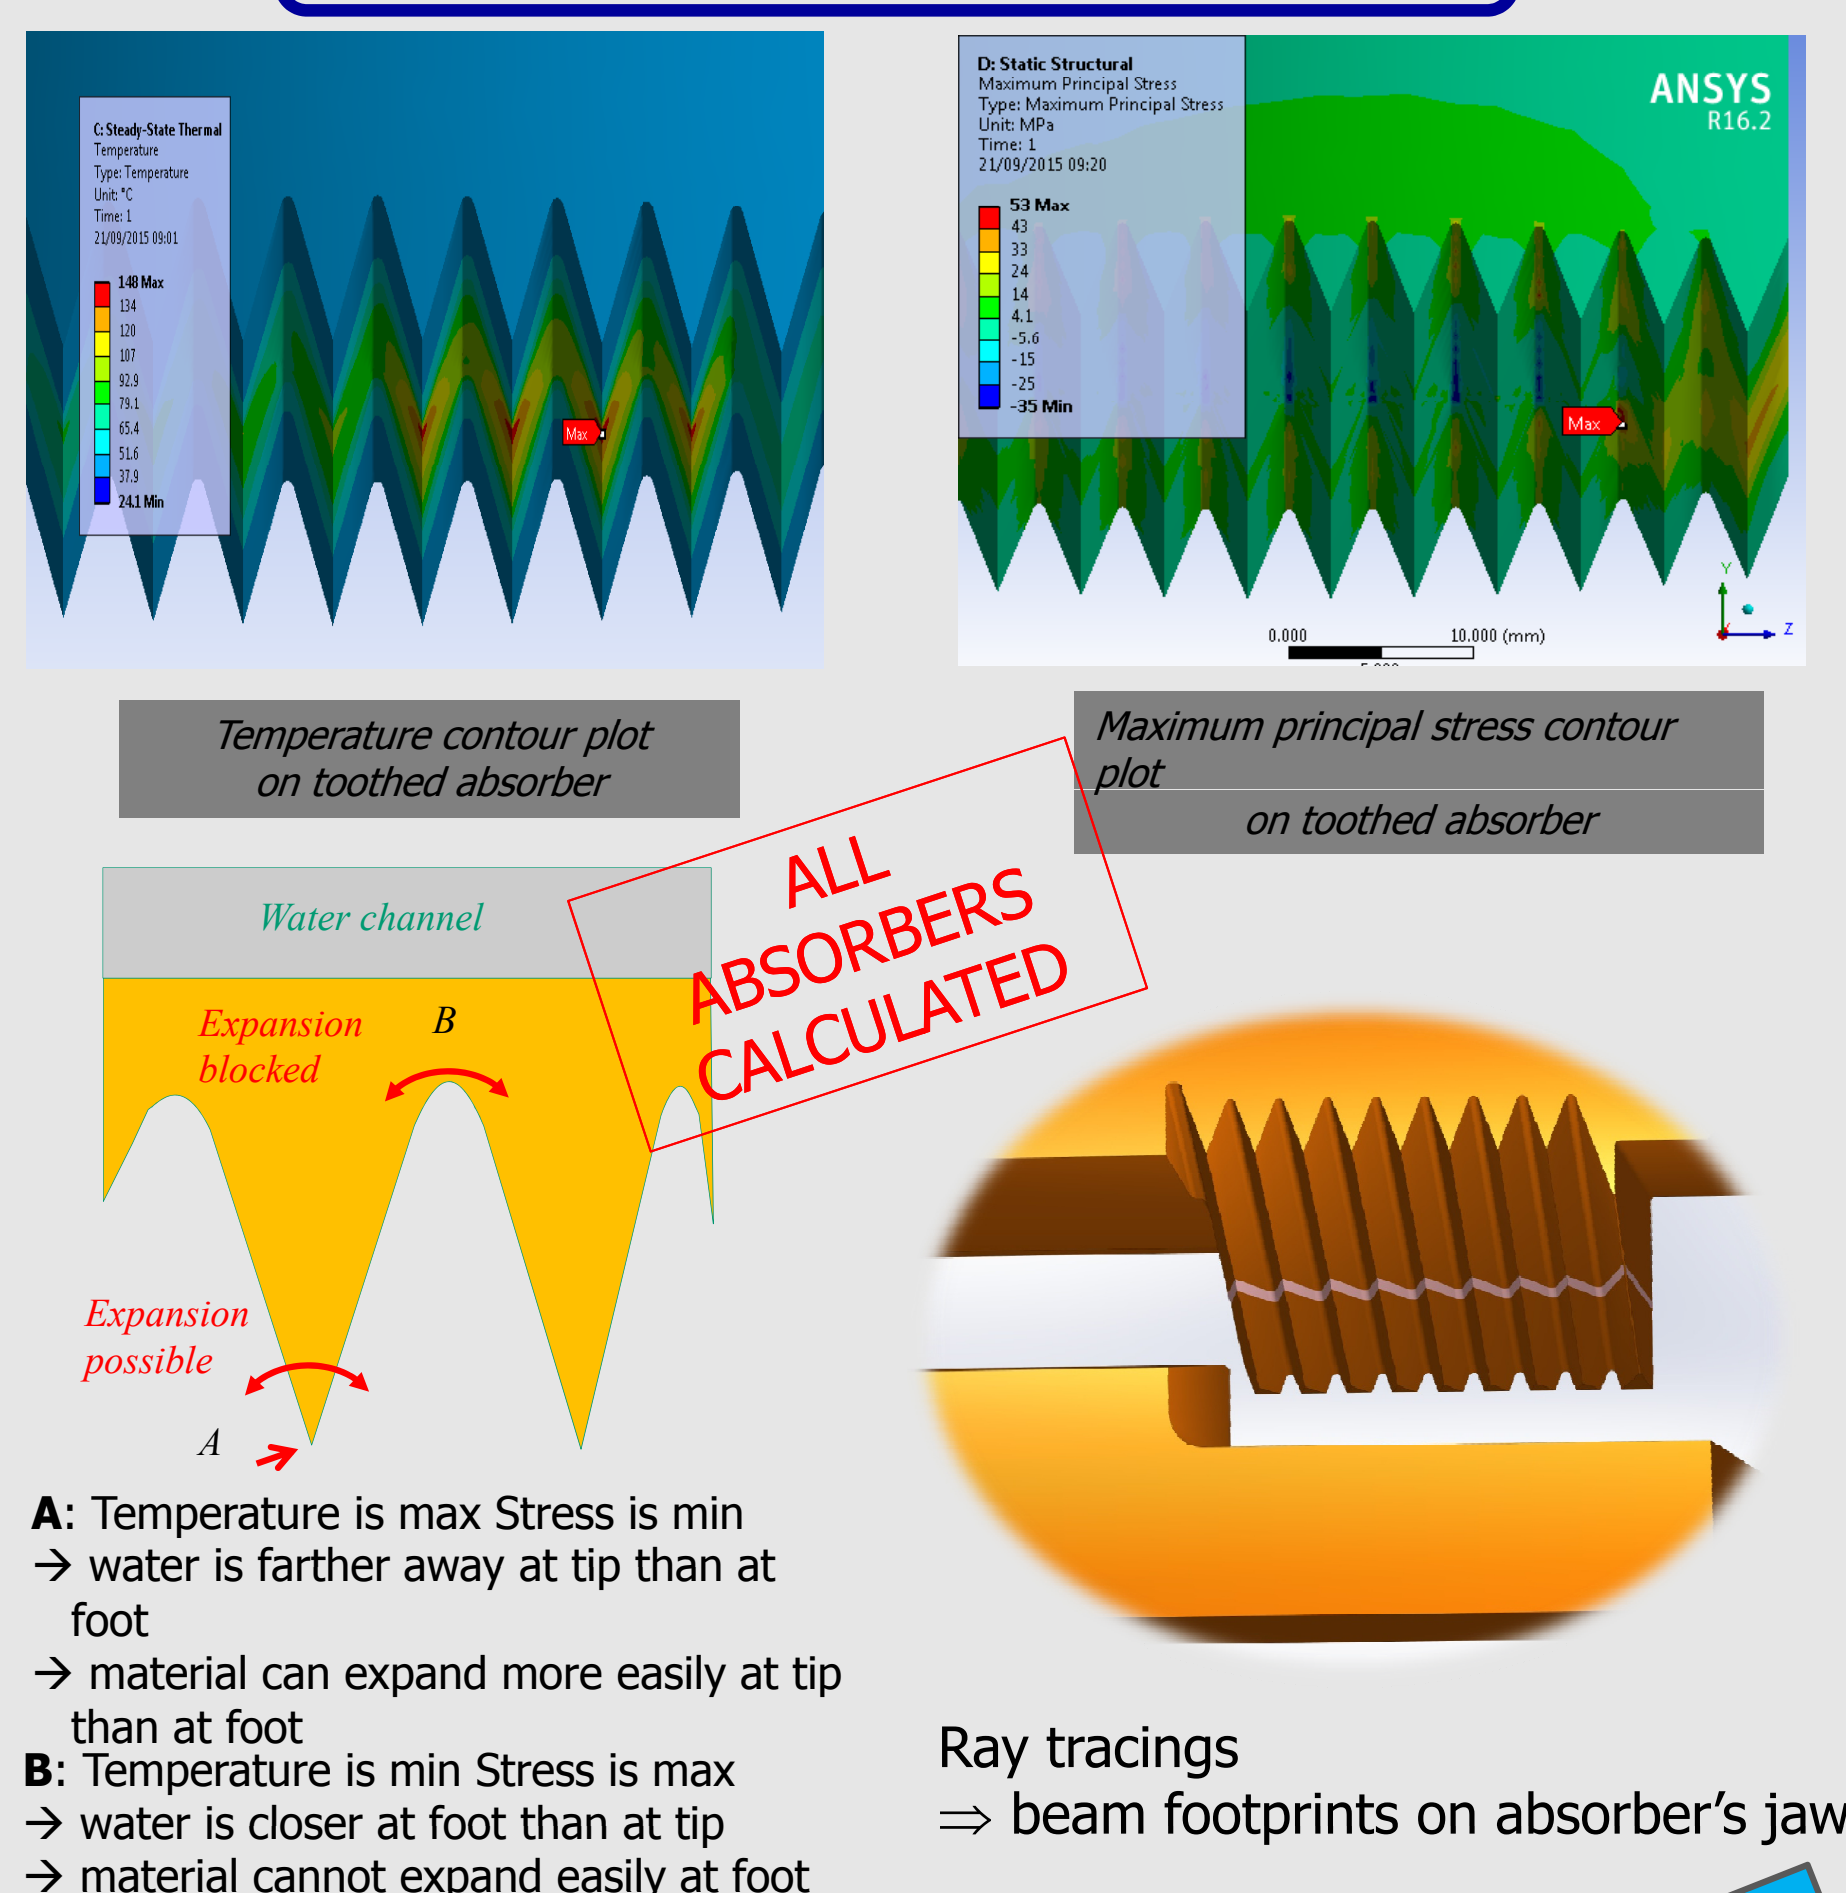 C: Steady-State Thermal
Temperature
Type: Temperature
Unit: °C
Time: 1
21/09/2015 09:01
148 Max
134
120
107
92.9
79.1
65.4
51.6
37.9
24.1 Min
Max
D: Static Structural
Maximum Principal Stress
Type: Maximum Principal Stress
Unit: MPa
Time: 1
21/09/2015 09:20
53 Max
43
33
24
14
4.1
-5.6
-15
-25
-35 Min
ANSYS
R16.2
Max
Y
Z
0.000
10.000 (mm)
Temperature contour plot
on toothed absorber
Maximum principal stress contour
plot
on toothed absorber
ALL
ABSORBERS
CALCULATED
Water channel
Expansion
blocked
B
Expansion
possible
A
A: Temperature is max Stress is min
→ water is farther away at tip than at
foot
→ material can expand more easily at tip
than at foot
B: Temperature is min Stress is max
→ water is closer at foot than at tip
→ material cannot expand easily at foot
Ray tracings
⇒ beam footprints on absorber’s jaw